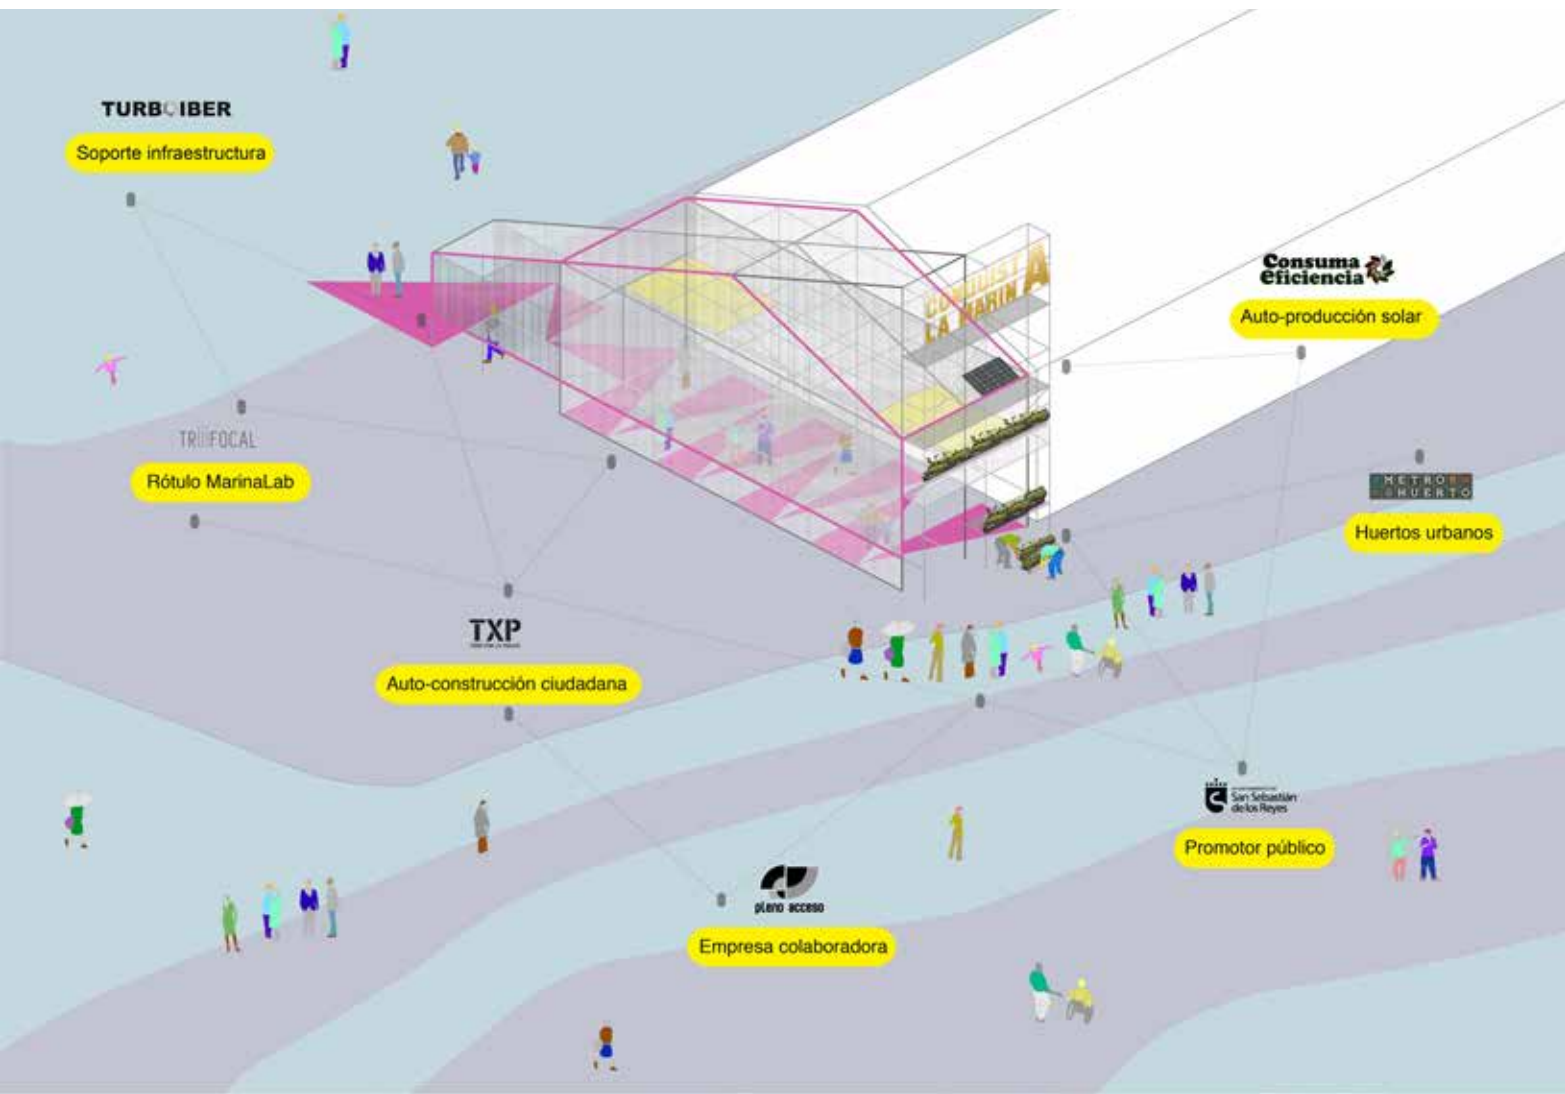 TURBOIBER
Soporte infraestructura
CONQUISTA
LA MARINA
Consuma
eficiencia
Auto-producción solar
Rótulo MarinaLab
METRO
HUERTO
Huertos urbanos
TXP
Auto-construcción ciudadana
San Sebastián
de los Reyes
Promotor público
pleno acceso
Empresa colaboradora